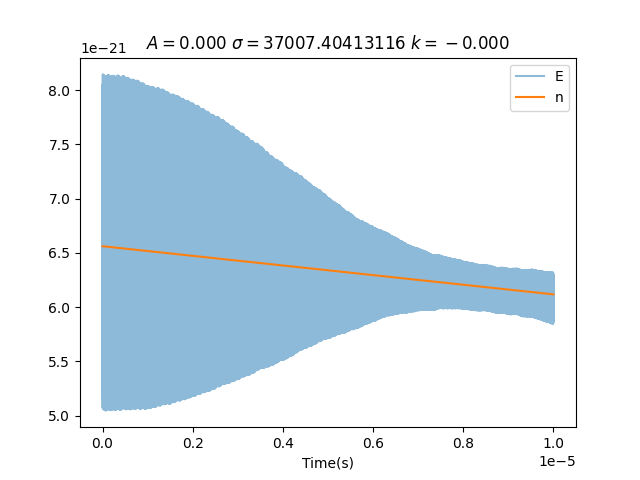 1e−21
A = 0.000 σ = 37007.40413116 k = −0.000
E
n
8.0
7.5
7.0
6.5
6.0
5.5
5.0
0.0 0.2 0.4 0.6 0.8 1.0
Time(s)
1e−5